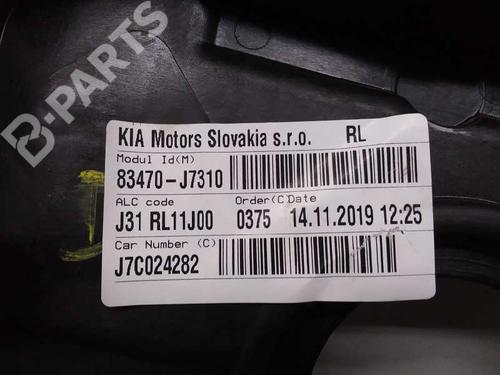 B-PARTS
KIA Motors Slovakia s.r.o. RL
Modul Id(M)
83470-J7310
ALC code Order(C)Date
J31 RL11J00 0375 14.11.2019 12:25
Car Number (C)
J7C024282